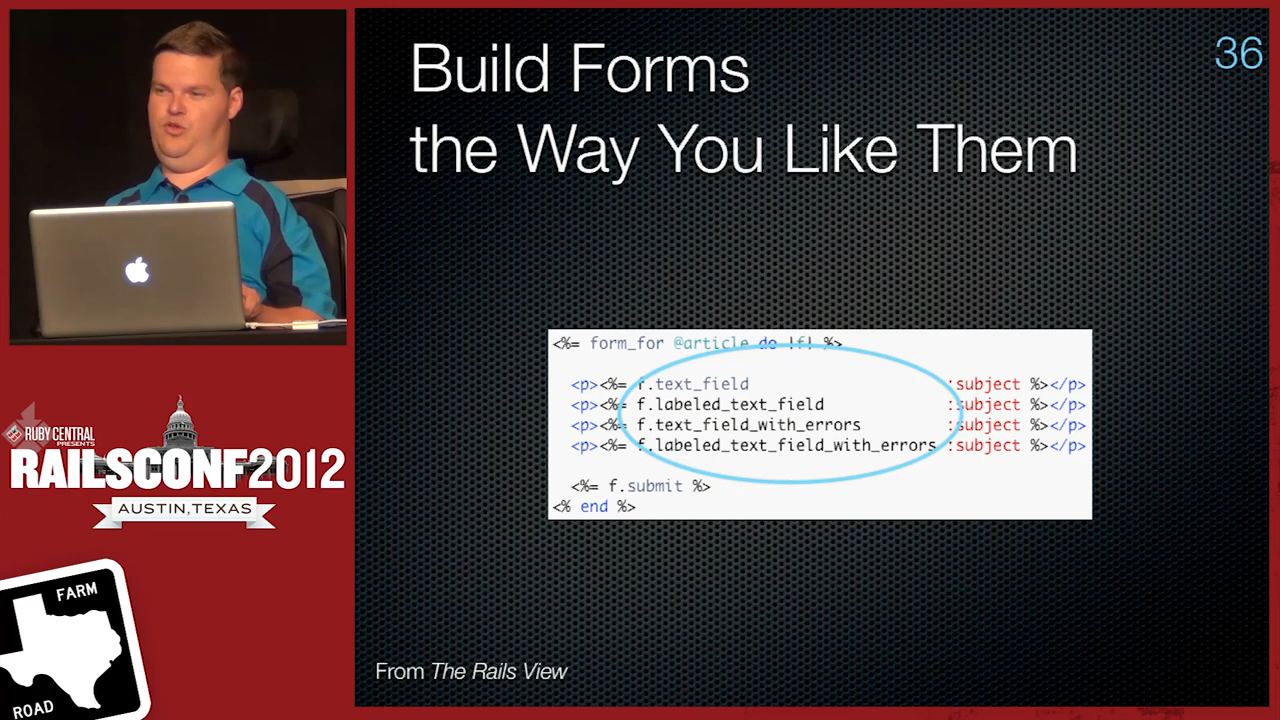 Build Forms
the Way You Like Them
36
<%= form_for @article do |f| %>
<p><%= f.text_field :subject %></p>
<p><%= f.labeled_text_field :subject %></p>
<p><%= f.text_field_with_errors :subject %></p>
<p><%= f.labeled_text_field_with_errors :subject %></p>
<%= f.submit %>
<% end %>
From The Rails View
RUBY CENTRAL
PRESENTS
RAILSCONF2012
AUSTIN,TEXAS
FARM
ROAD